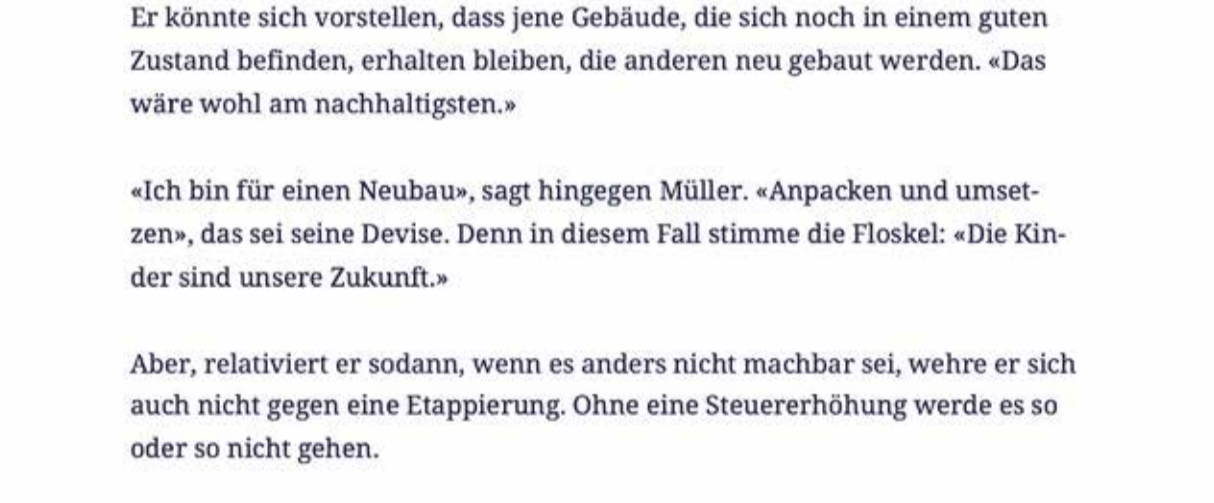 Er könnte sich vorstellen, dass jene Gebäude, die sich noch in einem guten
Zustand befinden, erhalten bleiben, die anderen neu gebaut werden. «Das
wäre wohl am nachhaltigsten.»
«Ich bin für einen Neubau», sagt hingegen Müller. «Anpacken und umset-
zen», das sei seine Devise. Denn in diesem Fall stimme die Floskel: «Die Kin-
der sind unsere Zukunft.»
Aber, relativiert er sodann, wenn es anders nicht machbar sei, wehre er sich
auch nicht gegen eine Etappierung. Ohne eine Steuererhöhung werde es so
oder so nicht gehen.